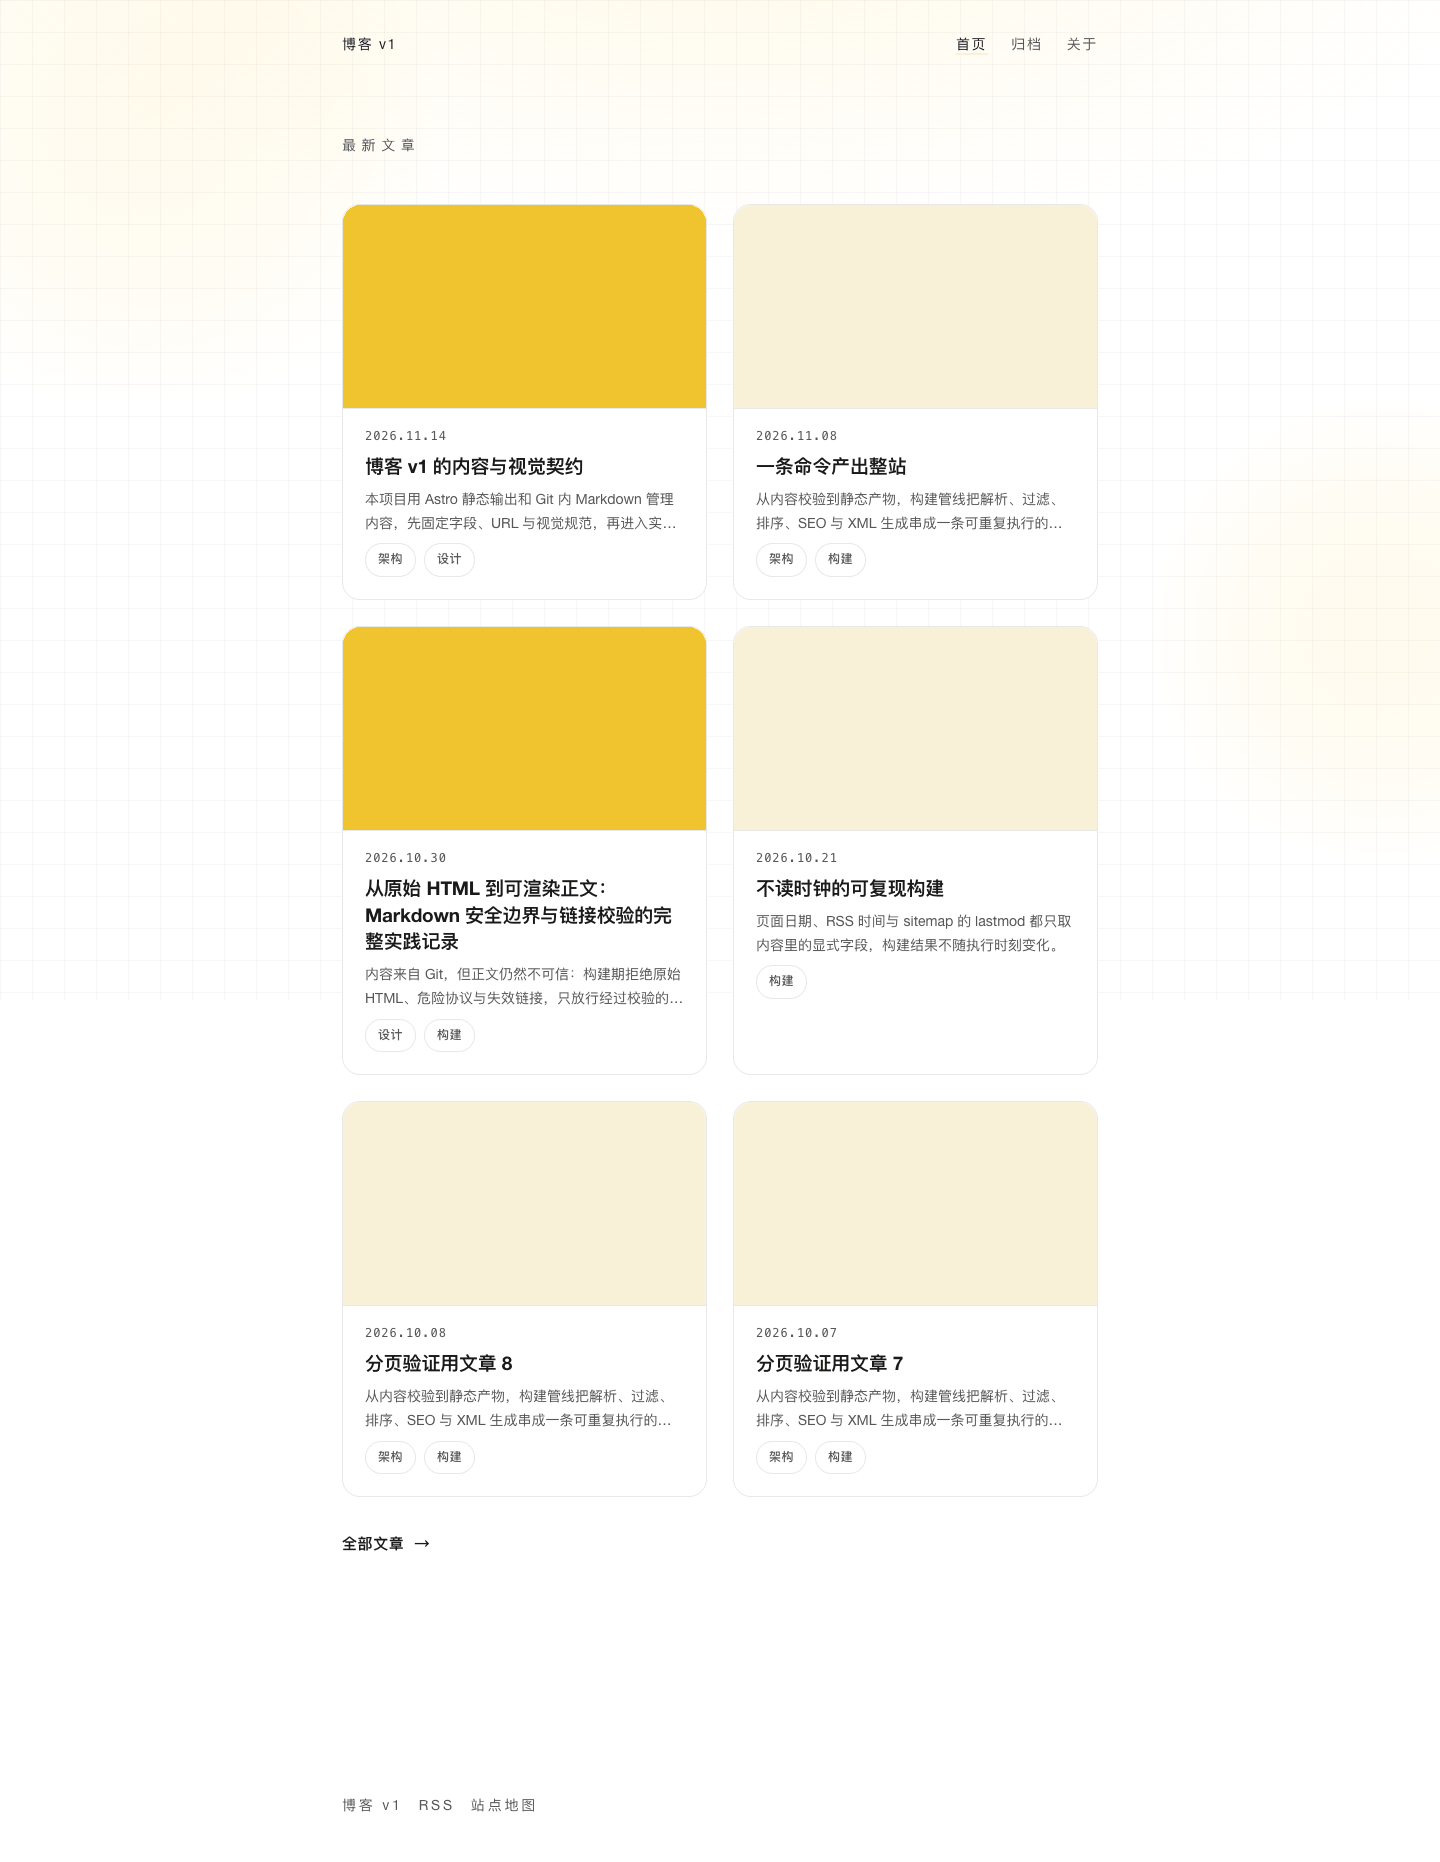 博客 v1
首页 归档 关于
最新文章
2026.11.14
博客 v1 的内容与视觉契约
本项目用 Astro 静态输出和 Git 内 Markdown 管理
内容，先固定字段、URL 与视觉规范，再进入实…
架构 设计
2026.11.08
一条命令产出整站
从内容校验到静态产物，构建管线把解析、过滤、
排序、SEO 与 XML 生成串成一条可重复执行的…
架构 构建
2026.10.30
从原始 HTML 到可渲染正文：
Markdown 安全边界与链接校验的完
整实践记录
内容来自 Git，但正文仍然不可信：构建期拒绝原始
HTML、危险协议与失效链接，只放行经过校验的…
设计 构建
2026.10.21
不读时钟的可复现构建
页面日期、RSS 时间与 sitemap 的 lastmod 都只取
内容里的显式字段，构建结果不随执行时刻变化。
构建
2026.10.08
分页验证用文章 8
从内容校验到静态产物，构建管线把解析、过滤、
排序、SEO 与 XML 生成串成一条可重复执行的…
架构 构建
2026.10.07
分页验证用文章 7
从内容校验到静态产物，构建管线把解析、过滤、
排序、SEO 与 XML 生成串成一条可重复执行的…
架构 构建
全部文章 →
博客 v1 RSS 站点地图